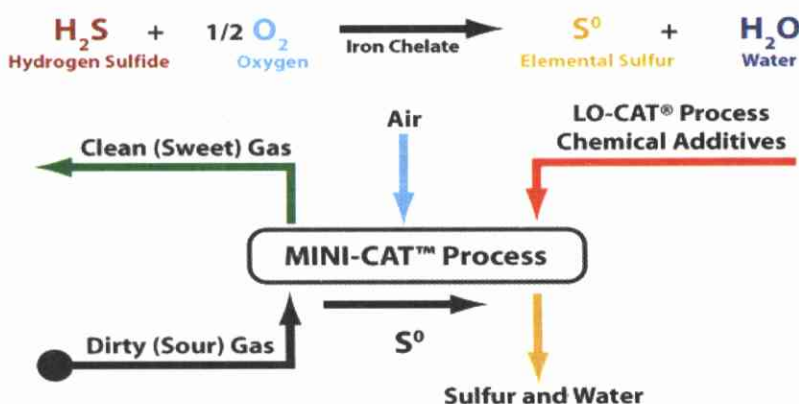 H₂S + 1/2 O₂ Iron Chelate S⁰ + H₂O
Hydrogen Sulfide Oxygen Elemental Sulfur Water
Air
LO-CAT® Process
Chemical Additives
Clean (Sweet) Gas
MINI-CAT™ Process
Dirty (Sour) Gas
S⁰
Sulfur and Water